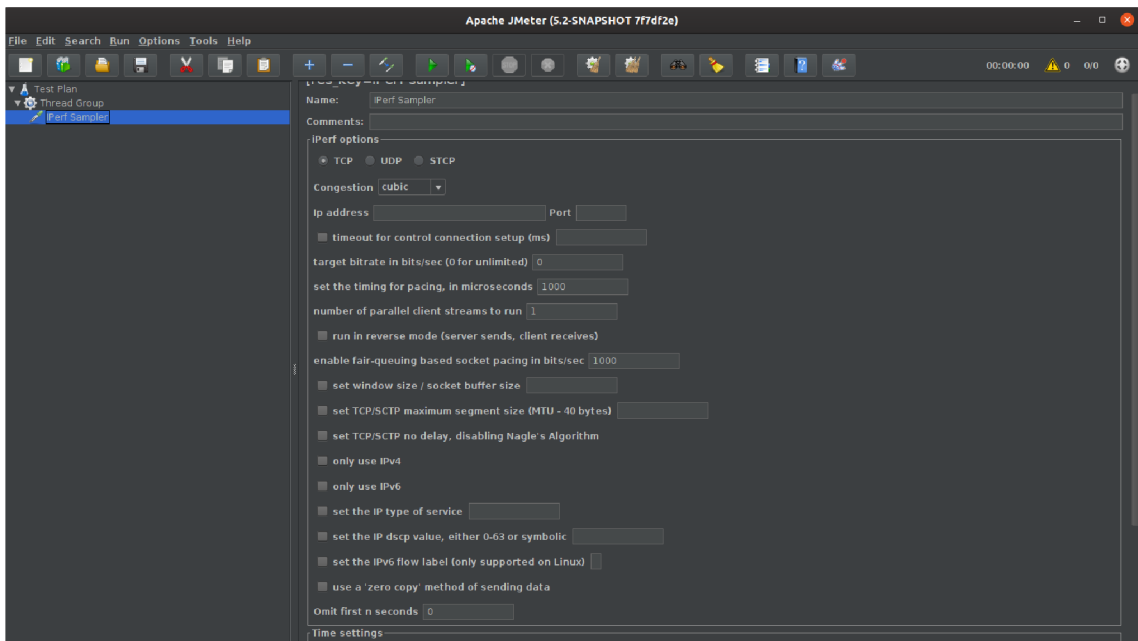 Apache JMeter (5.2-SNAPSHOT 7f7df2e)
File Edit Search Run Options Tools Help
00:00:00 0 0/0
Test Plan
Thread Group
iPerf Sampler
Name: iPerf Sampler
Comments:
iPerf options
TCP UDP STCP
Congestion cubic
Ip address Port
timeout for control connection setup (ms)
target bitrate in bits/sec (0 for unlimited) 0
set the timing for pacing, in microseconds 1000
number of parallel client streams to run 1
run in reverse mode (server sends, client receives)
enable fair-queuing based socket pacing in bits/sec 1000
set window size / socket buffer size
set TCP/SCTP maximum segment size (MTU - 40 bytes)
set TCP/SCTP no delay, disabling Nagle's Algorithm
only use IPv4
only use IPv6
set the IP type of service
set the IP dscp value, either 0-63 or symbolic
set the IPv6 flow label (only supported on Linux)
use a 'zero copy' method of sending data
Omit first n seconds 0
Time settings